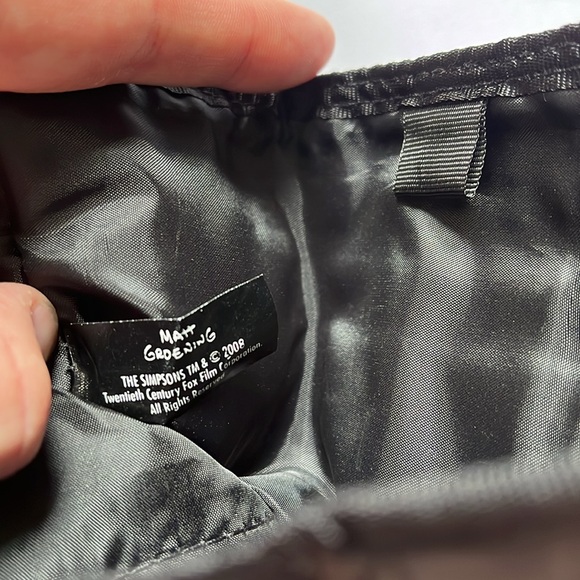 MATT
GROENING
THE SIMPSONS TM & © 2008
Twentieth Century Fox Film Corporation.
All Rights Reserved